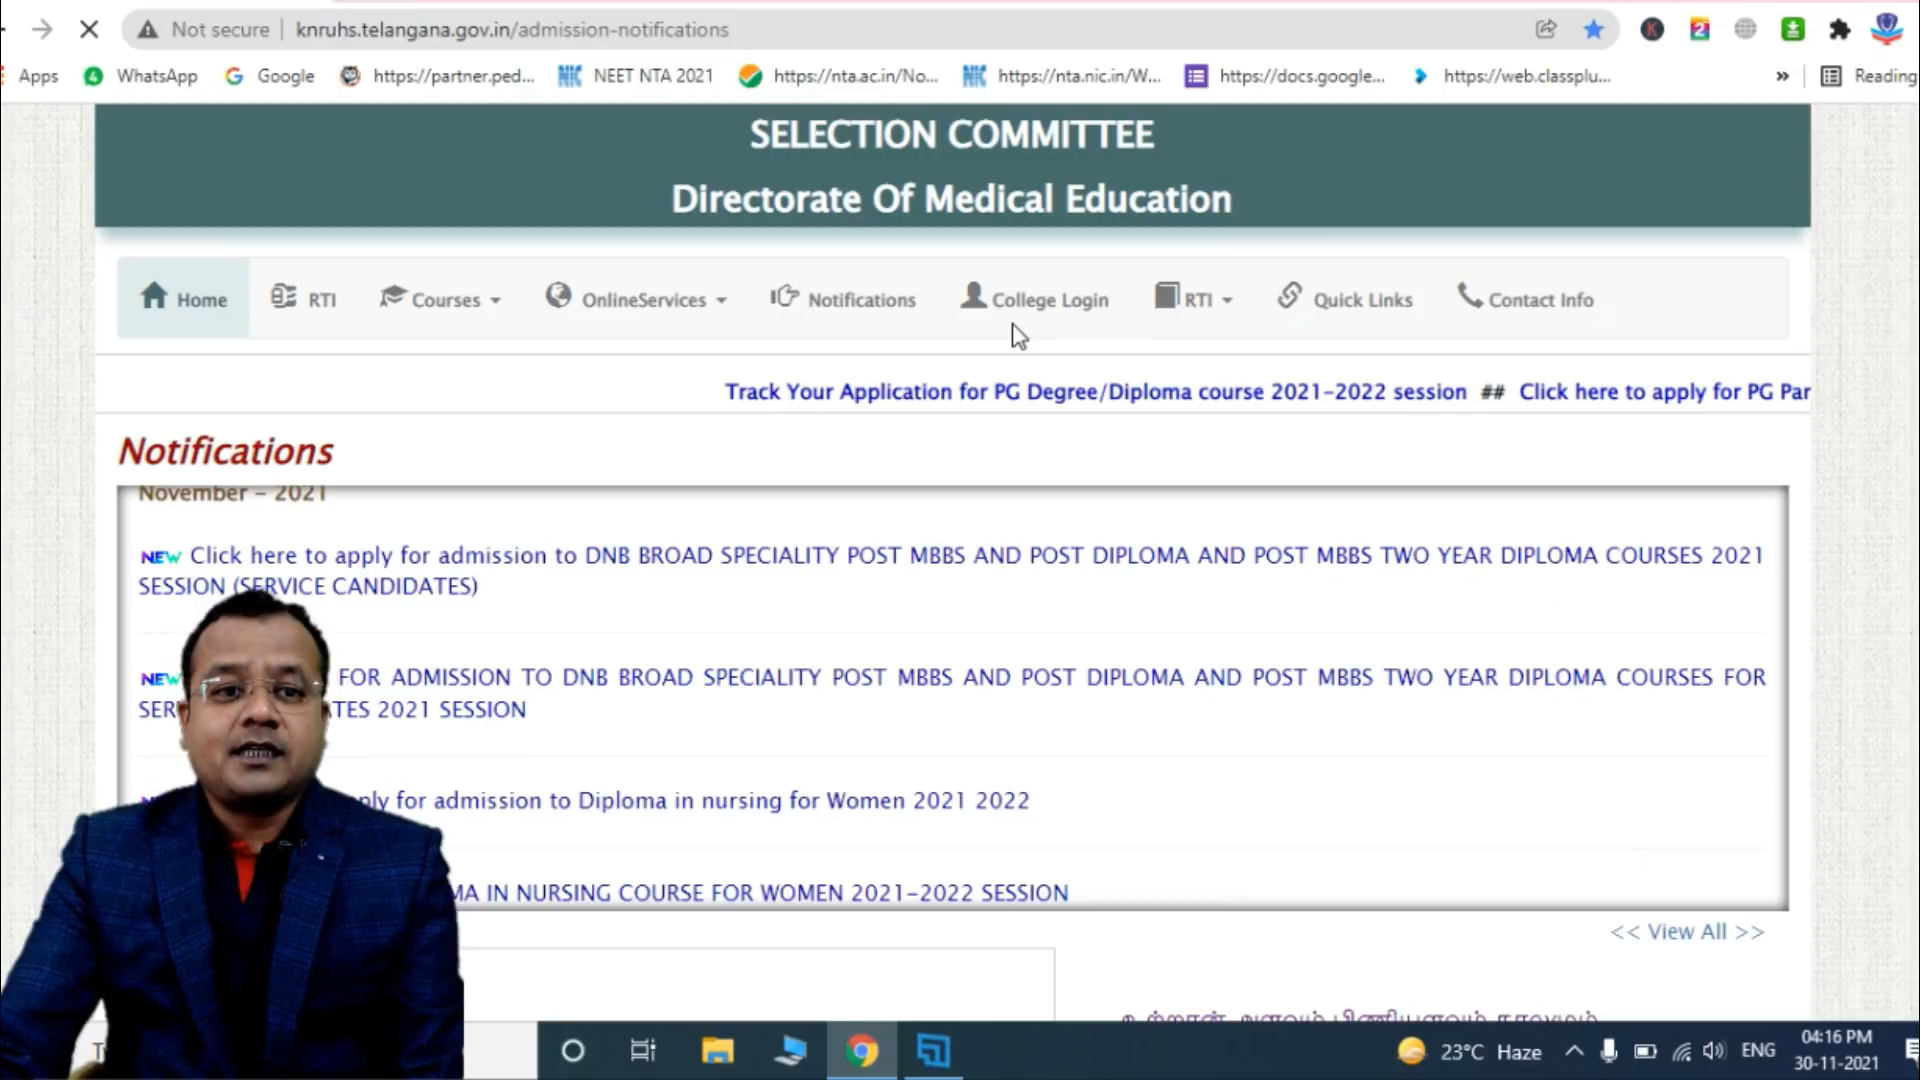 Not secure knruhs.telangana.gov.in/admission-notifications
Apps WhatsApp Google https://partner.ped... NEET NTA 2021 https://nta.ac.in/No... https://nta.nic.in/W... https://docs.google... https://web.classplu... » Reading
SELECTION COMMITTEE
Directorate Of Medical Education
Home RTI Courses OnlineServices Notifications College Login RTI Quick Links Contact Info
Track Your Application for PG Degree/Diploma course 2021-2022 session ## Click here to apply for PG Par
Notifications
November - 2021
NEW Click here to apply for admission to DNB BROAD SPECIALITY POST MBBS AND POST DIPLOMA AND POST MBBS TWO YEAR DIPLOMA COURSES 2021
SESSION (SERVICE CANDIDATES)
NEW FOR ADMISSION TO DNB BROAD SPECIALITY POST MBBS AND POST DIPLOMA AND POST MBBS TWO YEAR DIPLOMA COURSES FOR
SER TES 2021 SESSION
ply for admission to Diploma in nursing for Women 2021 2022
MA IN NURSING COURSE FOR WOMEN 2021-2022 SESSION
<< View All >>
23°C Haze ENG 04:16 PM
30-11-2021